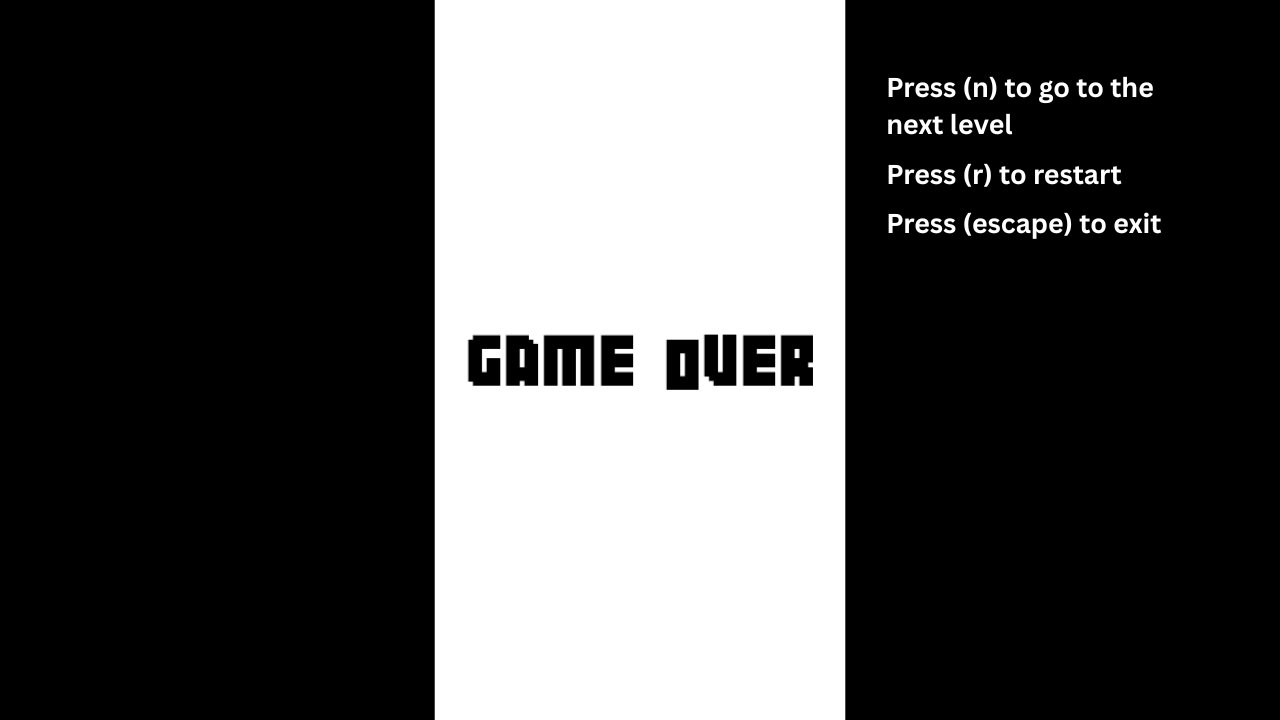 GAME OVER
Press (n) to go to the
next level
Press (r) to restart
Press (escape) to exit